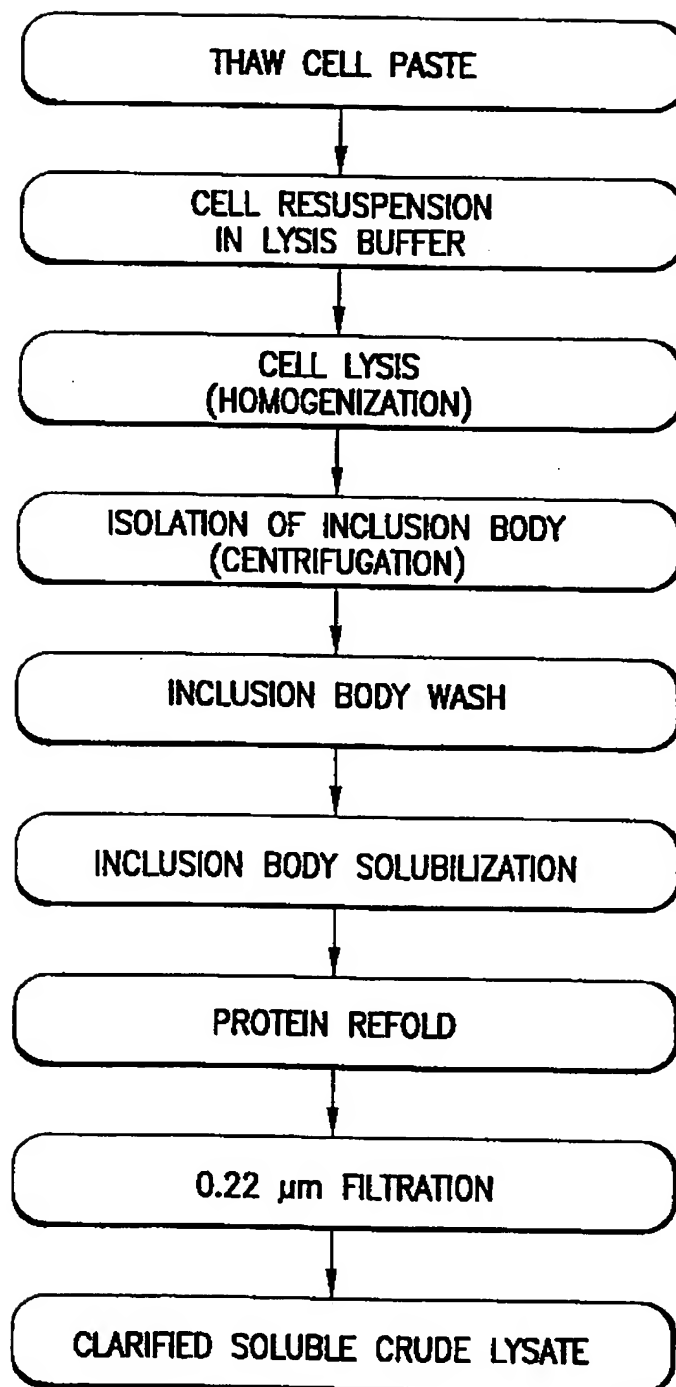 THAW CELL PASTE
CELL RESUSPENSION
IN LYSIS BUFFER
CELL LYSIS
(HOMOGENIZATION)
ISOLATION OF INCLUSION BODY
(CENTRIFUGATION)
INCLUSION BODY WASH
INCLUSION BODY SOLUBILIZATION
PROTEIN REFOLD
0.22 µm FILTRATION
CLARIFIED SOLUBLE CRUDE LYSATE